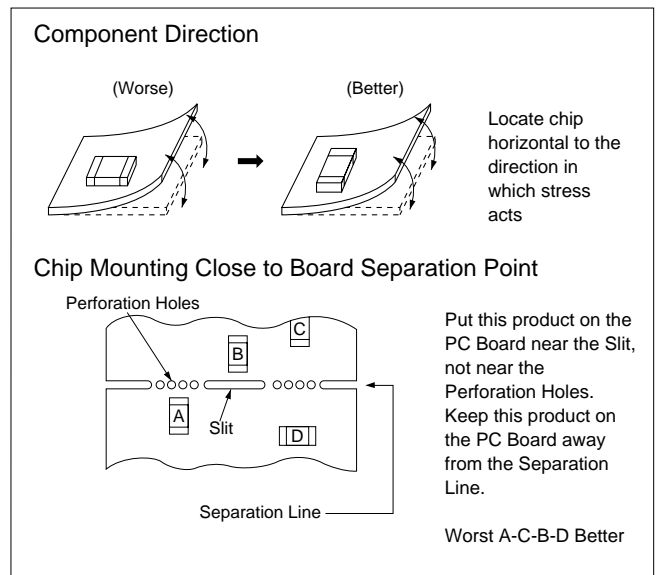 Component Direction
(Worse)
(Better)
Locate chip
horizontal to the
direction in
which stress
acts
Chip Mounting Close to Board Separation Point
Perforation Holes
C
B
A
Slit
D
Separation Line
Put this product on the
PC Board near the Slit,
not near the
Perforation Holes.
Keep this product on
the PC Board away
from the Separation
Line.
Worst A-C-B-D Better